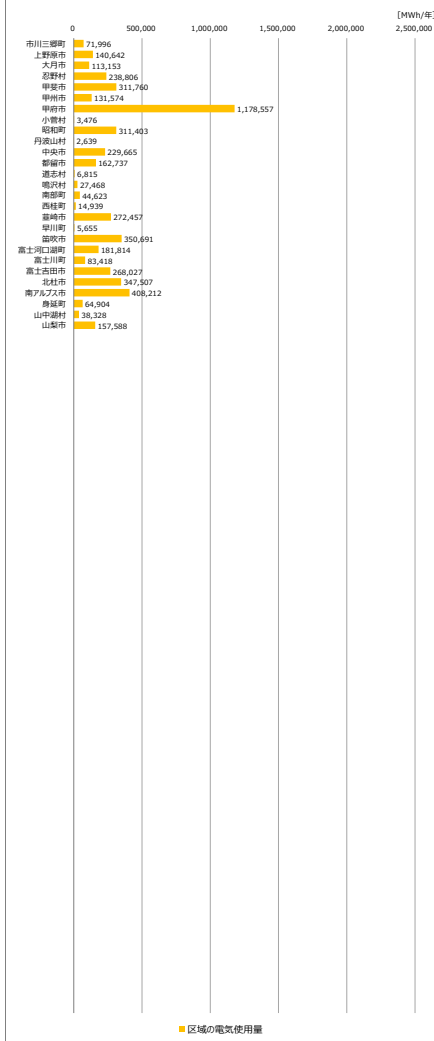 [MWh/年]
0 500,000 1,000,000 1,500,000 2,000,000 2,500,000
市川三郷町 71,996
上野原市 140,642
大月市 113,153
忍野村 238,806
甲斐市 311,760
甲州市 131,574
甲府市 1,178,557
小菅村 3,476
昭和町 311,403
丹波山村 2,639
中央市 229,665
都留市 162,737
道志村 6,815
鳴沢村 27,468
南部町 44,623
西桂町 14,939
韮崎市 272,457
早川町 5,655
笛吹市 350,691
富士河口湖町 181,814
富士川町 83,418
富士吉田市 268,027
北杜市 347,507
南アルプス市 408,212
身延町 64,904
山中湖村 38,328
山梨市 157,588
区域の電気使用量